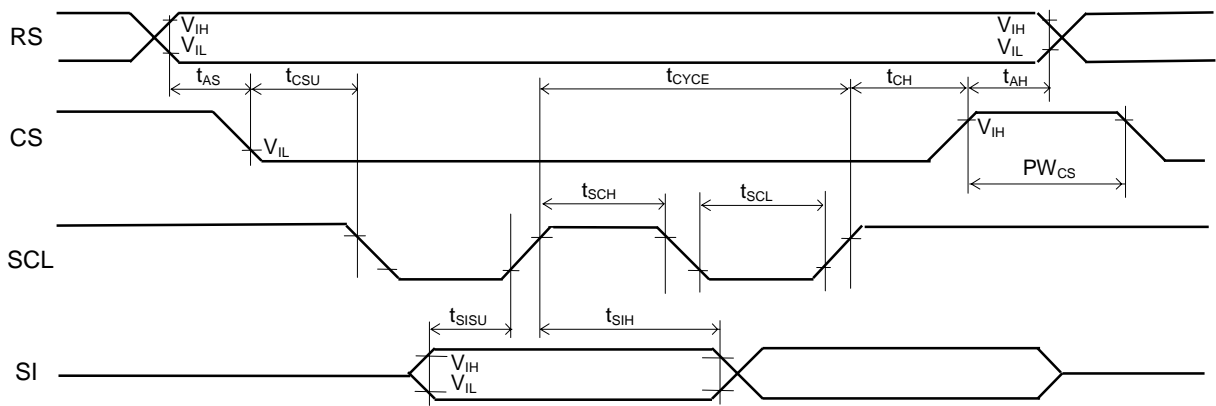 RS
VIH
VIL
VIH
VIL
tAS
tCSU
tCYCE
tCH
tAH
CS
VIL
VIH
PWCS
tSCH
tSCL
SCL
tSISU
tSIH
SI
VIH
VIL